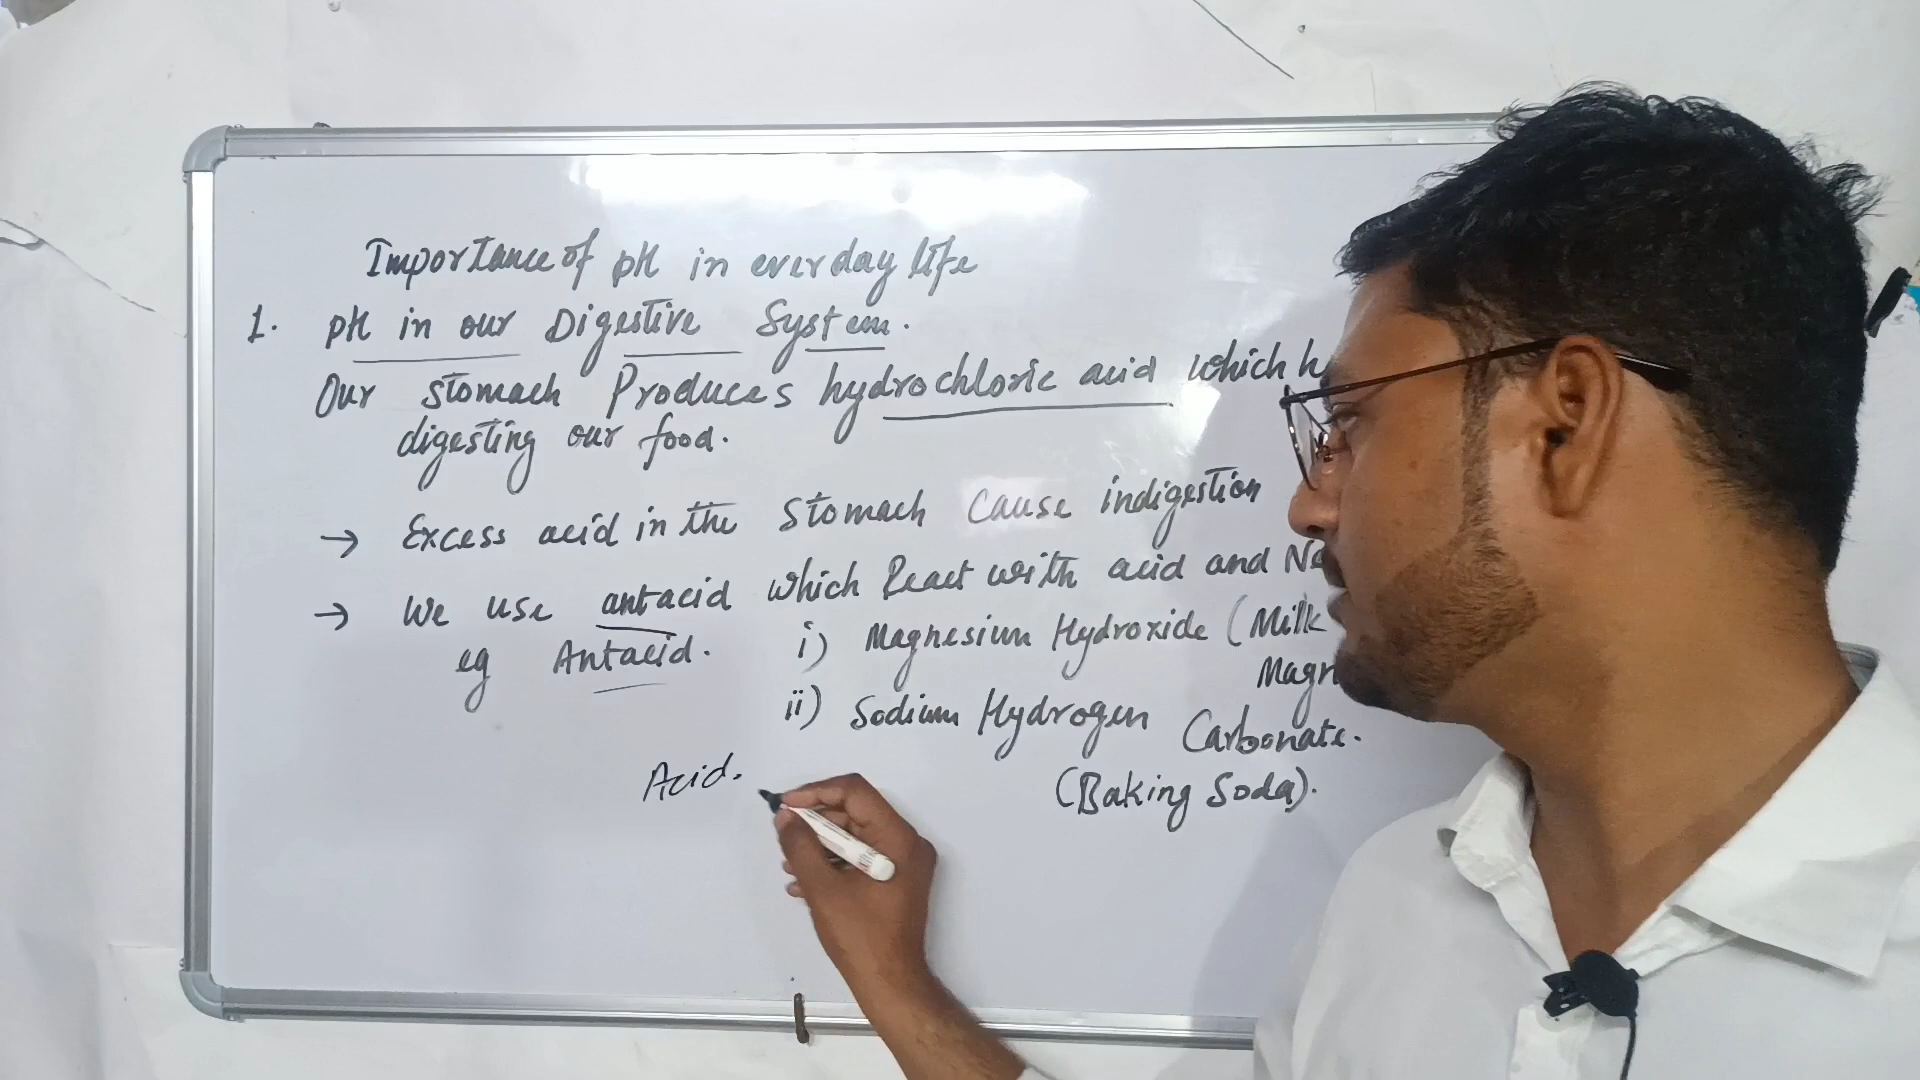 Importance of pH in everyday life
1. pH in our Digestive System.
Our stomach Produces hydrochloric acid which
digesting our food.
→ Excess acid in the Stomach Cause indigestion
→ We use antacid which React with acid and
eg Antacid. i) Magnesium Hydroxide (Milk
ii) Sodium Hydrogen Carbonate.
(Baking Soda).
Acid.